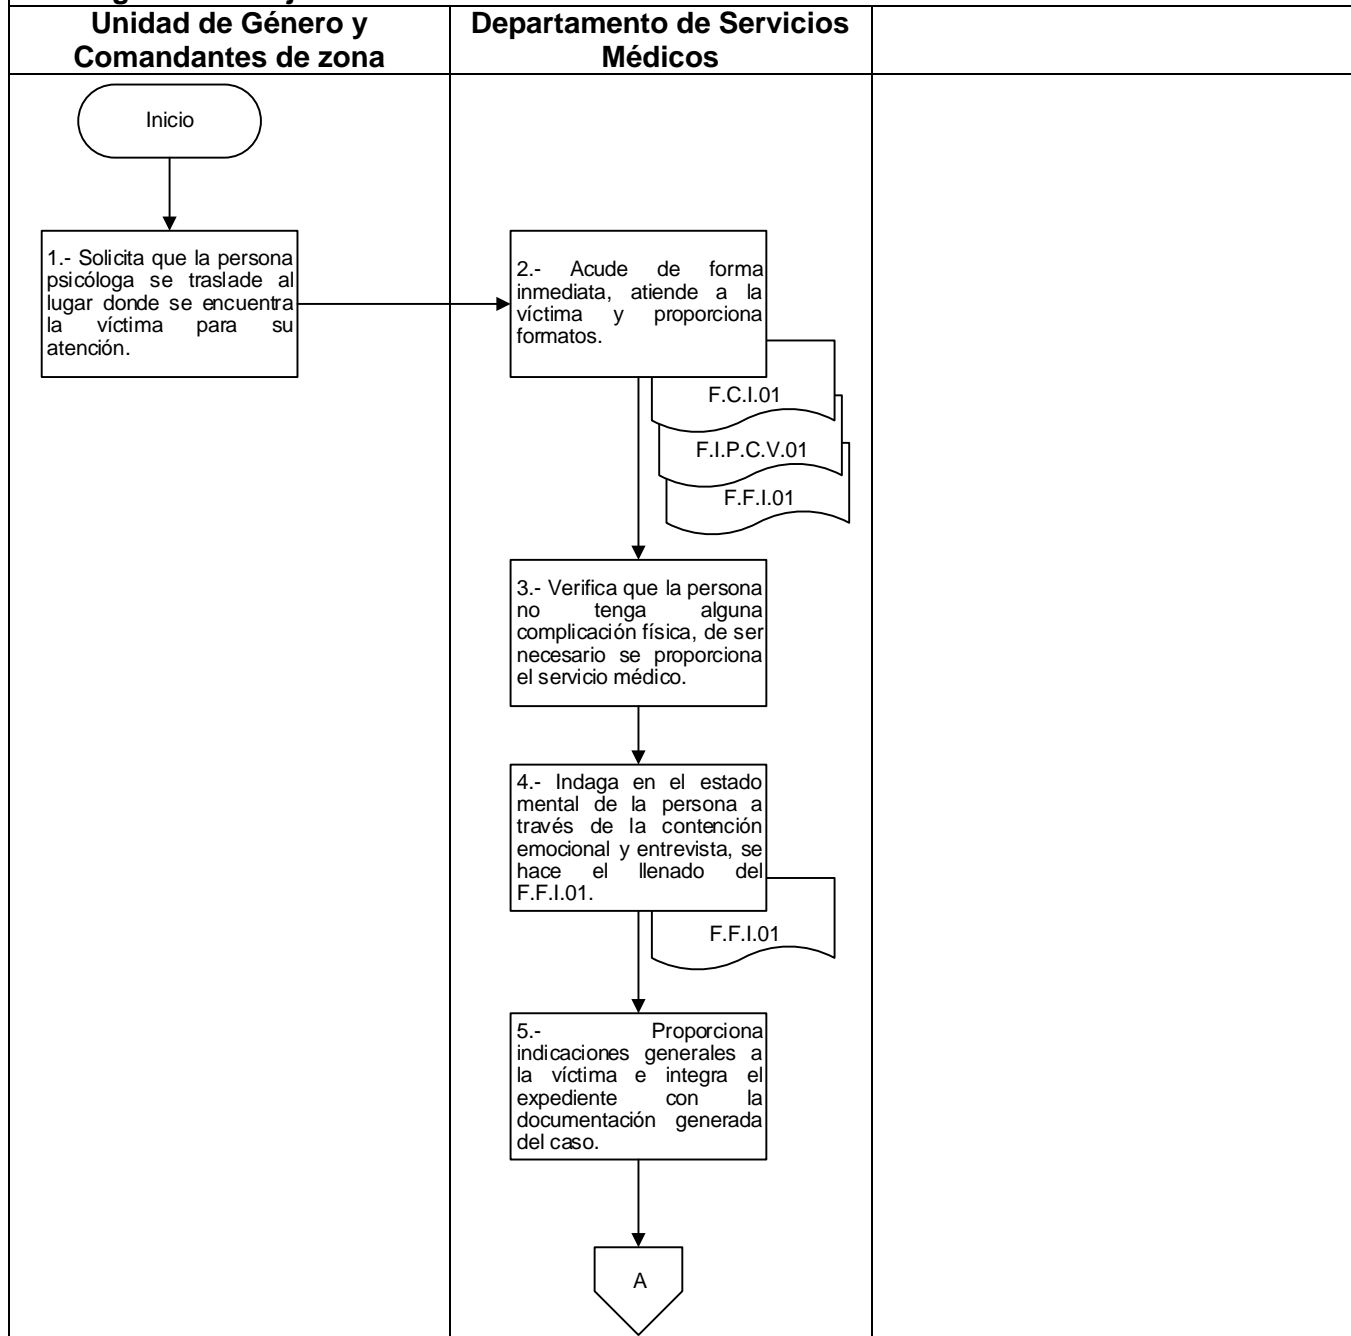 Unidad de Género y
Comandantes de zona
Departamento de Servicios
Médicos
Inicio
1.- Solicita que la persona
psicóloga se traslade al
lugar donde se encuentra
la víctima para su
atención.
2.- Acude de forma
inmediata, atiende a la
víctima y proporciona
formatos.
F.C.I.01
F.I.P.C.V.01
F.F.I.01
3.- Verifica que la persona
no tenga alguna
complicación física, de ser
necesario se proporciona
el servicio médico.
4.- Indaga en el estado
mental de la persona a
través de la contención
emocional y entrevista, se
hace el llenado del
F.F.I.01.
F.F.I.01
5.- Proporciona
indicaciones generales a
la víctima e integra el
expediente con la
documentación generada
del caso.
A